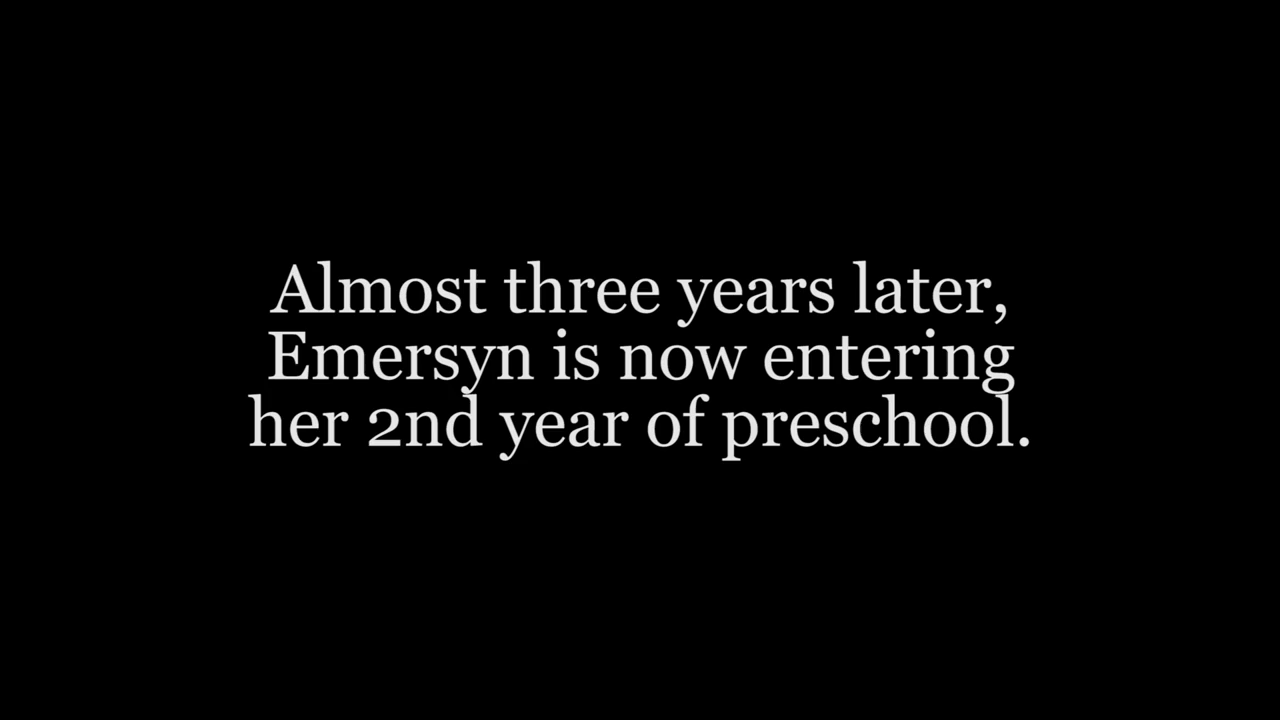 Almost three years later,
Emersyn is now entering
her 2nd year of preschool.